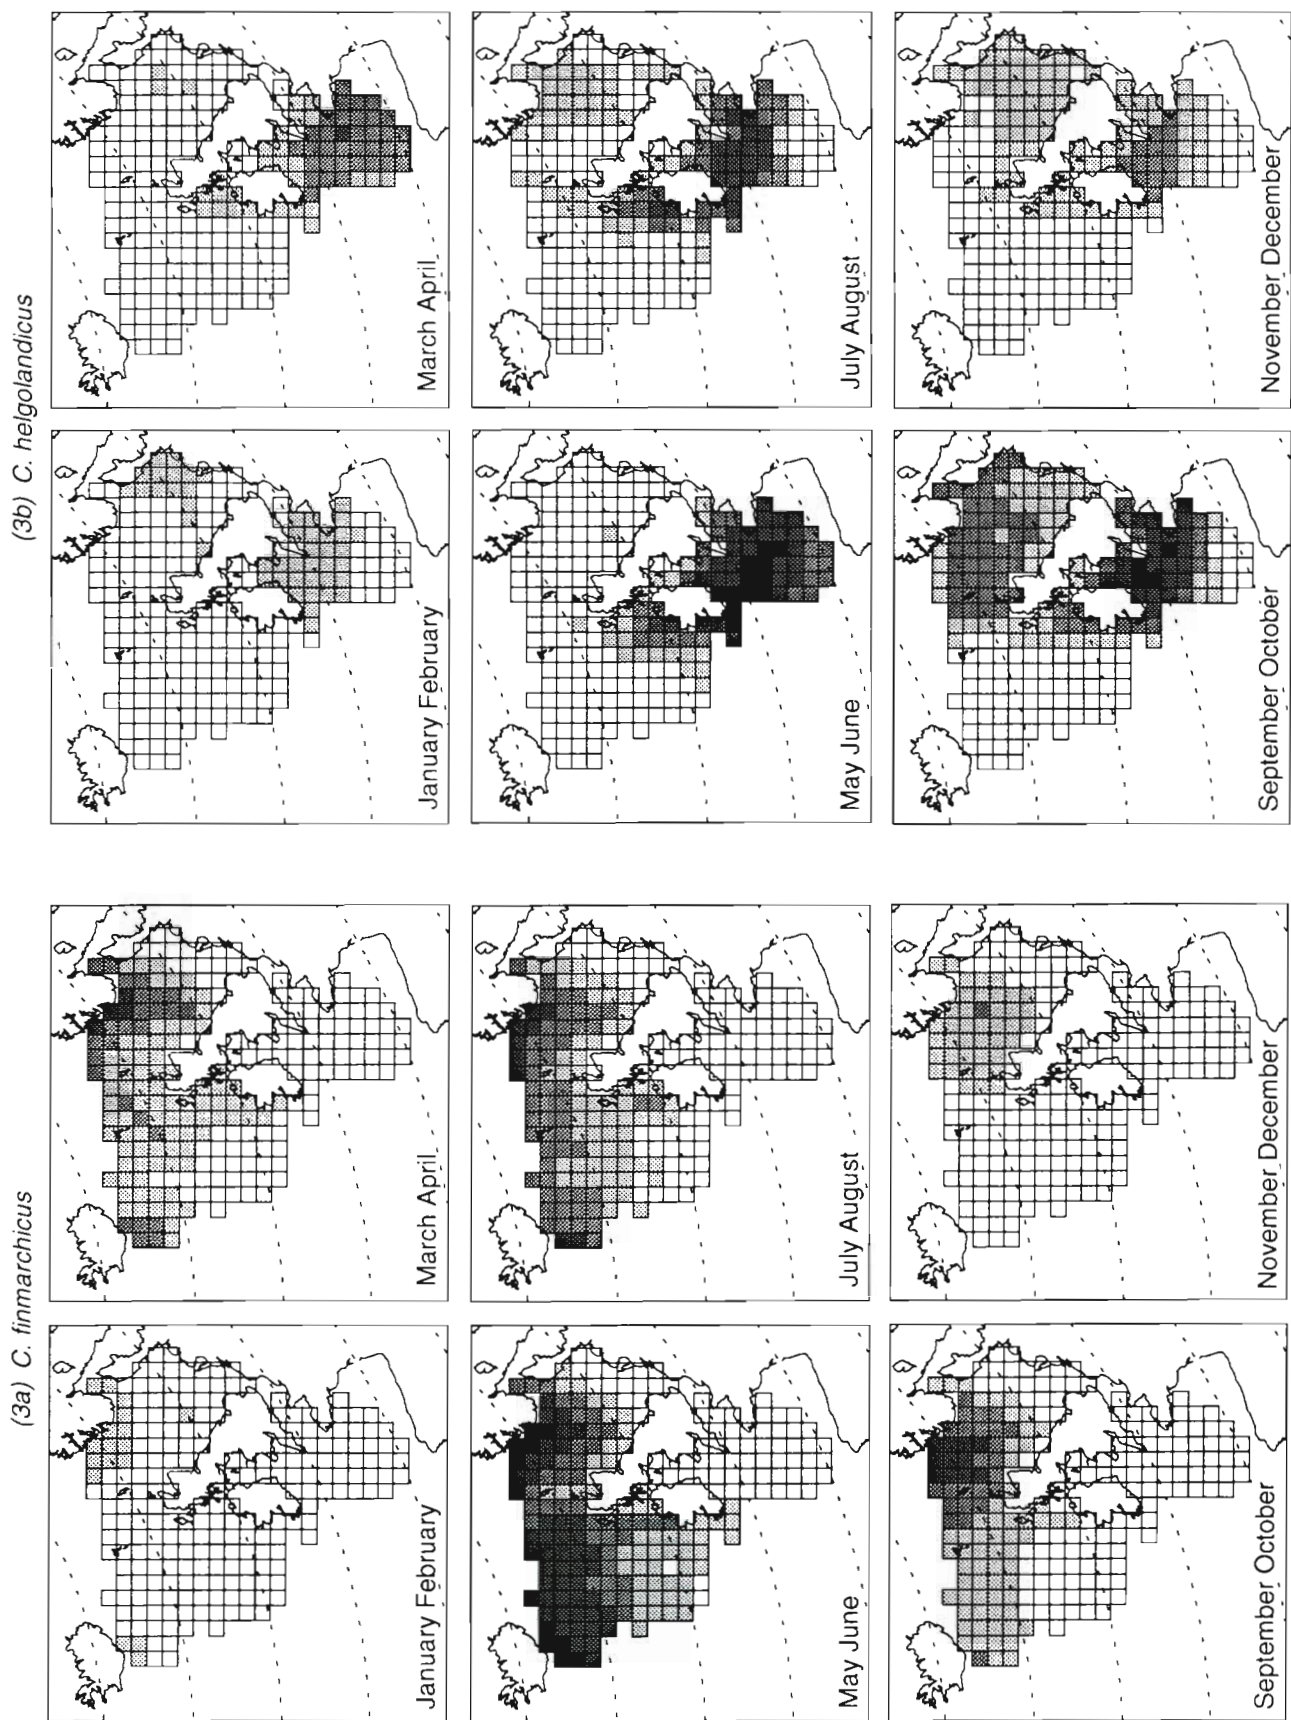 (3a) C. finmarchicus
January February
March April
May June
July August
September October
November December
(3b) C. helgolandicus
January February
March April
May June
July August
September October
November December